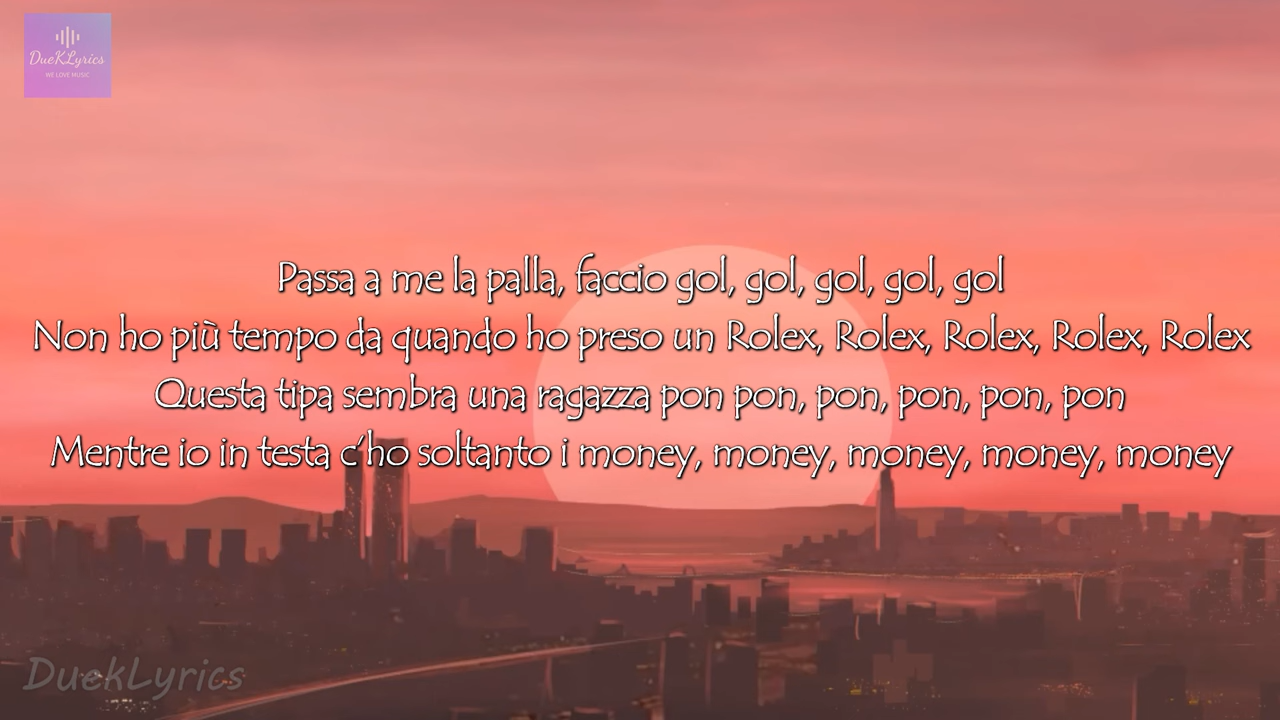 DueKLyrics
WE LOVE MUSIC
Passa a me la palla, faccio gol, gol, gol, gol, gol
Non ho più tempo da quando ho preso un Rolex, Rolex, Rolex, Rolex, Rolex
Questa tipa sembra una ragazza pon pon, pon, pon, pon, pon
Mentre io in testa c'ho soltanto i money, money, money, money, money
DuekLyrics